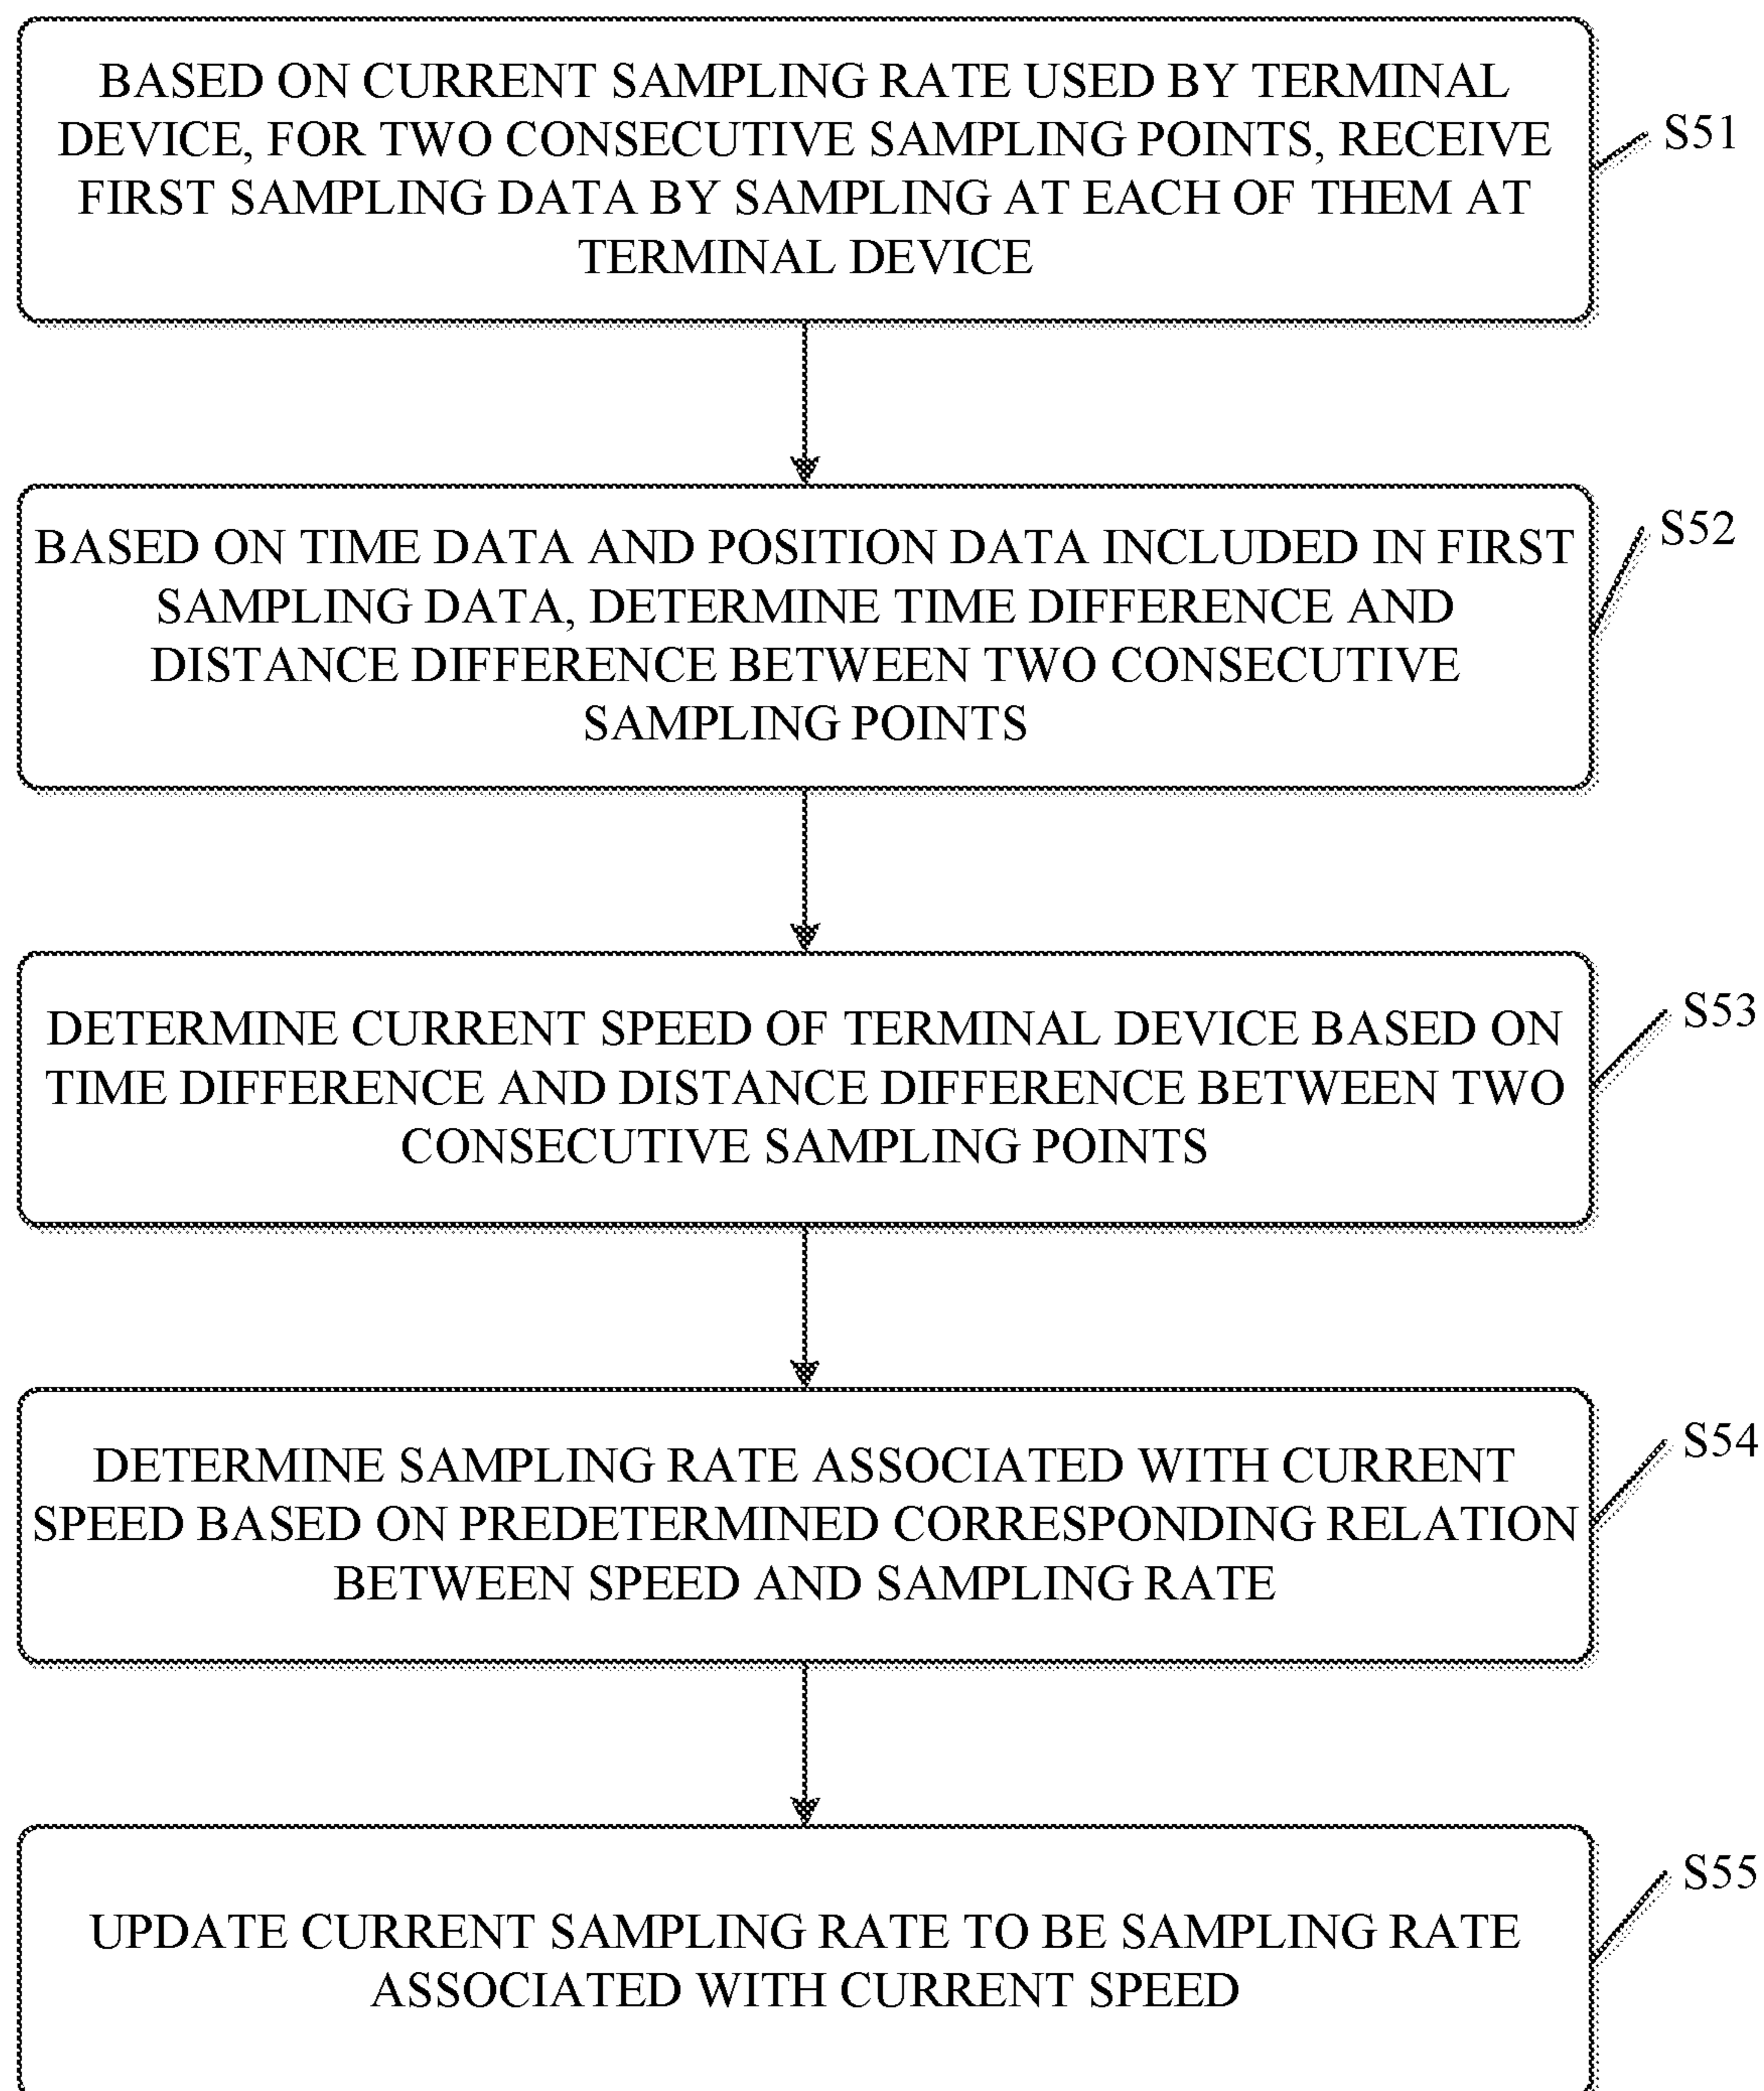 BASED ON CURRENT SAMPLING RATE USED BY TERMINAL
DEVICE, FOR TWO CONSECUTIVE SAMPLING POINTS, RECEIVE
FIRST SAMPLING DATA BY SAMPLING AT EACH OF THEM AT
TERMINAL DEVICE
S51
BASED ON TIME DATA AND POSITION DATA INCLUDED IN FIRST
SAMPLING DATA, DETERMINE TIME DIFFERENCE AND
DISTANCE DIFFERENCE BETWEEN TWO CONSECUTIVE
SAMPLING POINTS
S52
DETERMINE CURRENT SPEED OF TERMINAL DEVICE BASED ON
TIME DIFFERENCE AND DISTANCE DIFFERENCE BETWEEN TWO
CONSECUTIVE SAMPLING POINTS
S53
DETERMINE SAMPLING RATE ASSOCIATED WITH CURRENT
SPEED BASED ON PREDETERMINED CORRESPONDING RELATION
BETWEEN SPEED AND SAMPLING RATE
S54
UPDATE CURRENT SAMPLING RATE TO BE SAMPLING RATE
ASSOCIATED WITH CURRENT SPEED
S55